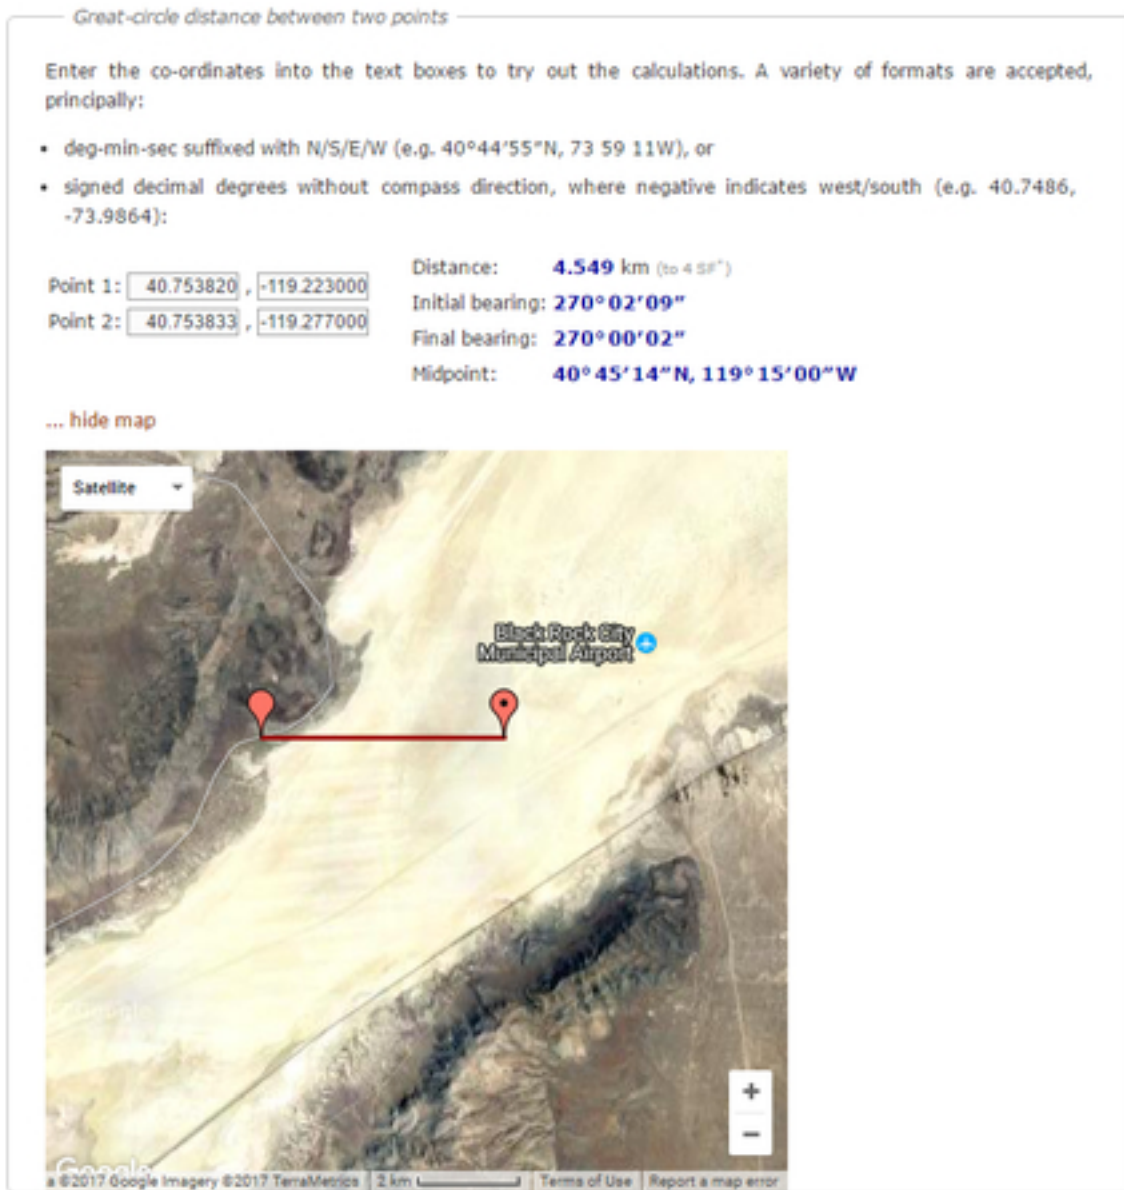 Great-circle distance between two points
Enter the co-ordinates into the text boxes to try out the calculations. A variety of formats are accepted,
principally:
• deg-min-sec suffixed with N/S/E/W (e.g. 40°44′55″N, 73 59 11W), or
• signed decimal degrees without compass direction, where negative indicates west/south (e.g. 40.7486,
-73.9864):
Point 1: 40.753820 , -119.223000
Point 2: 40.753833 , -119.277000
Distance: 4.549 km (to 4 SF*)
Initial bearing: 270°02′09″
Final bearing: 270°00′02″
Midpoint: 40°45′14″N, 119°15′00″W
... hide map
Satellite
Black Rock City
Municipal Airport
+
−
Google
a ©2017 Google Imagery ©2017 TerraMetrics 2 km Terms of Use Report a map error